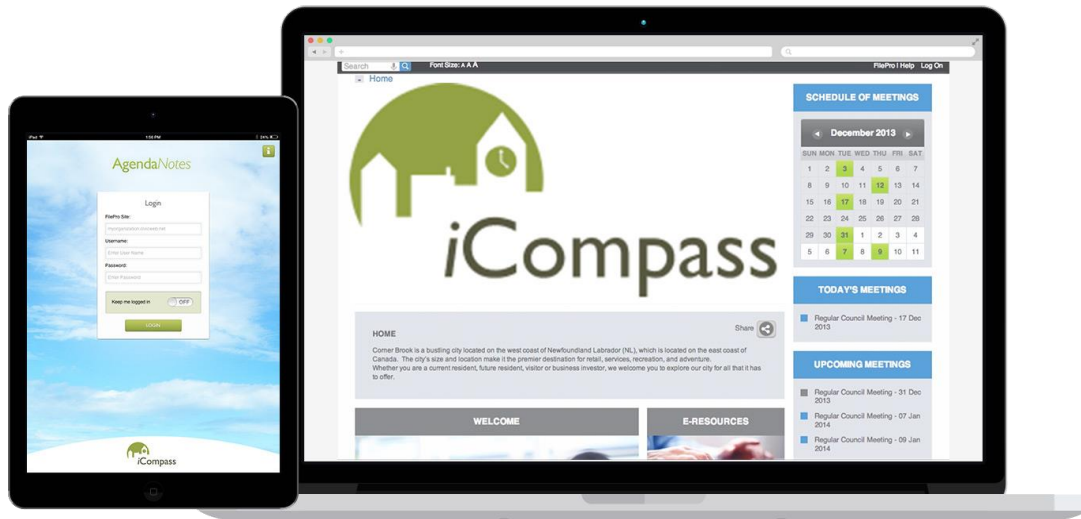 iPad
1:55 PM
AgendaNotes
Login
FilePro Site:
Username:
Enter User Name
Password:
Enter Password
Keep me logged in
OFF
LOGIN
iCompass
Search
Font Size: A A A
FilePro | Help Log On
Home
iCompass
HOME
Share
Corner Brook is a bustling city located on the west coast of Newfoundland Labrador (NL), which is located on the east coast of
Canada. The city's size and location make it the premier destination for retail, services, recreation, and adventure.
Whether you are a current resident, future resident, visitor or business investor, we welcome you to explore our city for all that it has
to offer.
WELCOME
E-RESOURCES
SCHEDULE OF MEETINGS
December 2013
SUN MON TUE WED THU FRI SAT
1 2 3 4 5 6 7
8 9 10 11 12 13 14
15 16 17 18 19 20 21
22 23 24 25 26 27 28
29 30 31 1 2 3 4
5 6 7 8 9 10 11
TODAY'S MEETINGS
Regular Council Meeting - 17 Dec
2013
UPCOMING MEETINGS
Regular Council Meeting - 31 Dec
2013
Regular Council Meeting - 07 Jan
2014
Regular Council Meeting - 09 Jan
2014